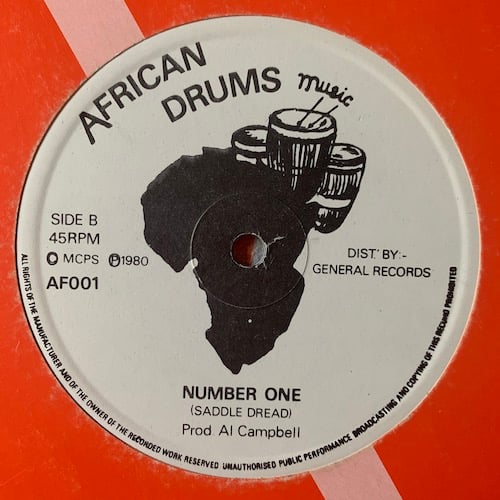 AFRICAN
DRUMS music
SIDE B
45RPM
© MCPS ℗1980
AF001
DIST.' BY:-
GENERAL RECORDS
NUMBER ONE
(SADDLE DREAD)
Prod. Al Campbell
ALL RIGHTS OF THE MANUFACTURER AND OF THE OWNER OF THE RECORDED WORK RESERVED UNAUTHORISED PUBLIC PERFORMANCE BROADCASTING AND COPYING OF THIS RECORD PROHIBITED